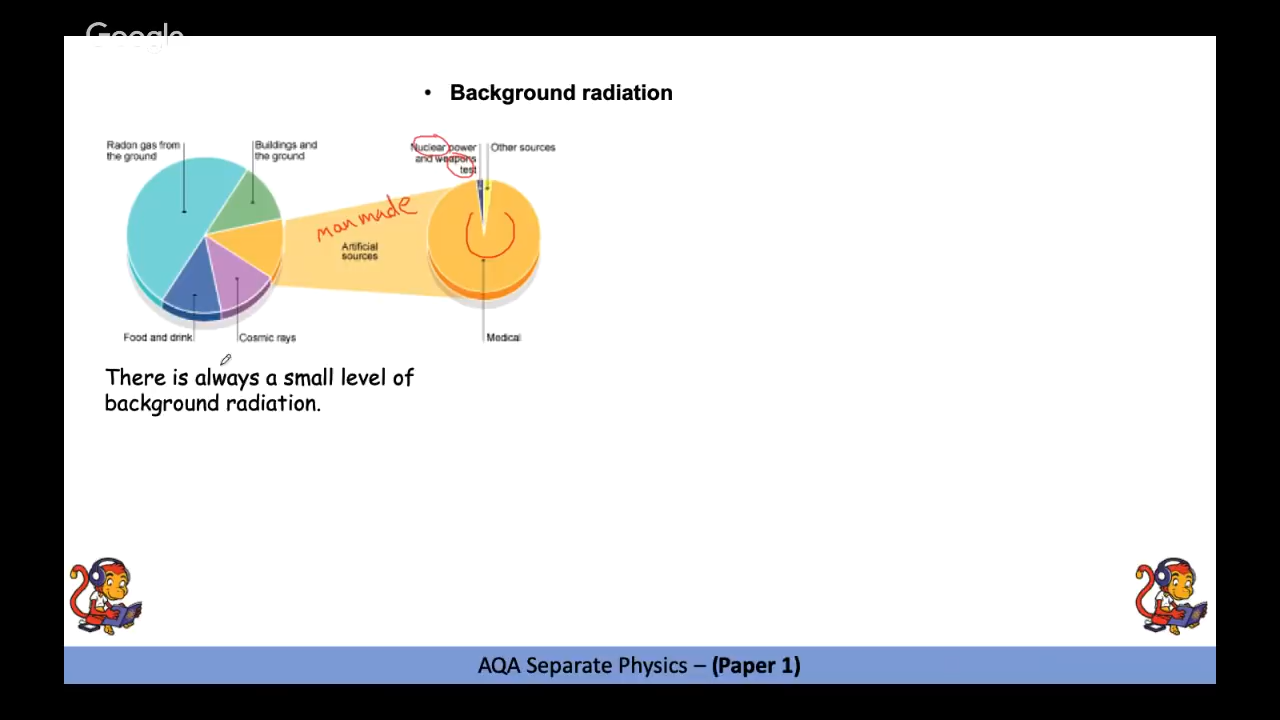 Google
• Background radiation
Radon gas from
the ground
Buildings and
the ground
Nuclear power
and weapons
test
Other sources
man made
Artificial
sources
Food and drink
Cosmic rays
Medical
There is always a small level of
background radiation.
AQA Separate Physics – (Paper 1)